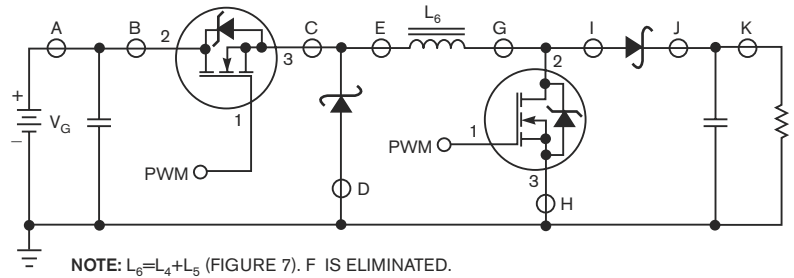 A B C E L6 G I J K
2 3 2
+ VG −
1
1
PWM
PWM
D
3
H
NOTE: L6=L4+L5 (FIGURE 7). F IS ELIMINATED.